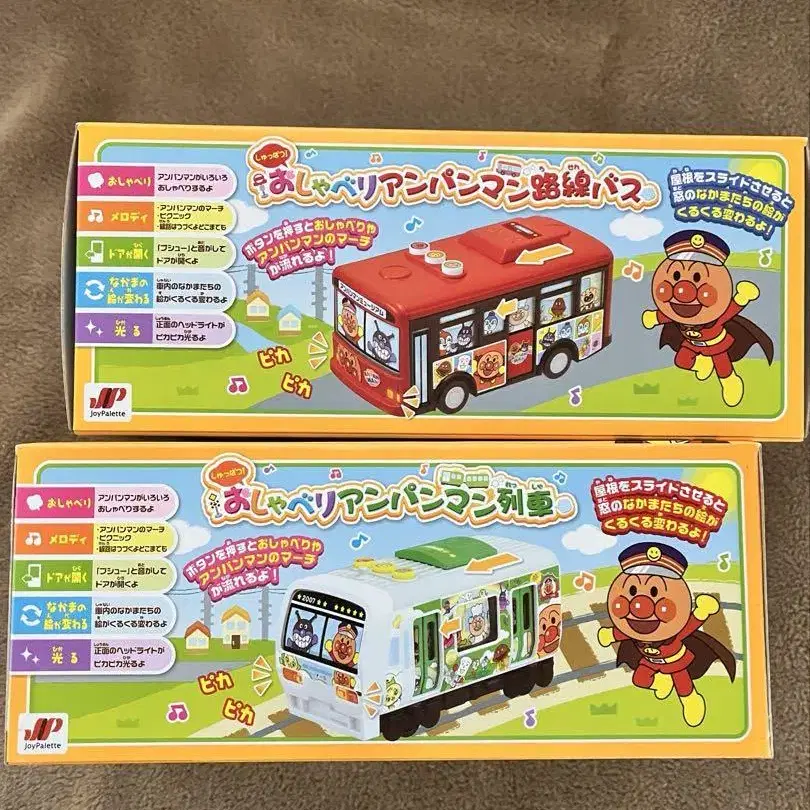 しゅっぱつ!
おしゃべりアンパンマン路線バス
おしゃべり
アンパンマンがいろいろ
おしゃべりするよ
メロディ
・アンパンマンのマーチ
・ピクニック
・線路はつづくよどこまでも
ドアが開く
「プシュー」と音がして
ドアが開くよ
なかまの
絵が変わる
車内のなかまたちの
絵がくるくる変わるよ
光る
正面のヘッドライトが
ピカピカ光るよ
JoyPalette
ボタンを押すとおしゃべりや
アンパンマンのマーチ
が流れるよ!
屋根をスライドさせると
窓のなかまたちの絵が
くるくる変わるよ!
アンパンマンミュージアム
ピカ
ピカ
しゅっぱつ!
おしゃべりアンパンマン列車
おしゃべり
アンパンマンがいろいろ
おしゃべりするよ
メロディ
・アンパンマンのマーチ
・ピクニック
・線路はつづくよどこまでも
ドアが開く
「プシュー」と音がして
ドアが開くよ
なかまの
絵が変わる
車内のなかまたちの
絵がくるくる変わるよ
光る
正面のヘッドライトが
ピカピカ光るよ
JoyPalette
ボタンを押すとおしゃべりや
アンパンマンのマーチ
が流れるよ!
屋根をスライドさせると
窓のなかまたちの絵が
くるくる変わるよ!
2007
ピカ
ピカ